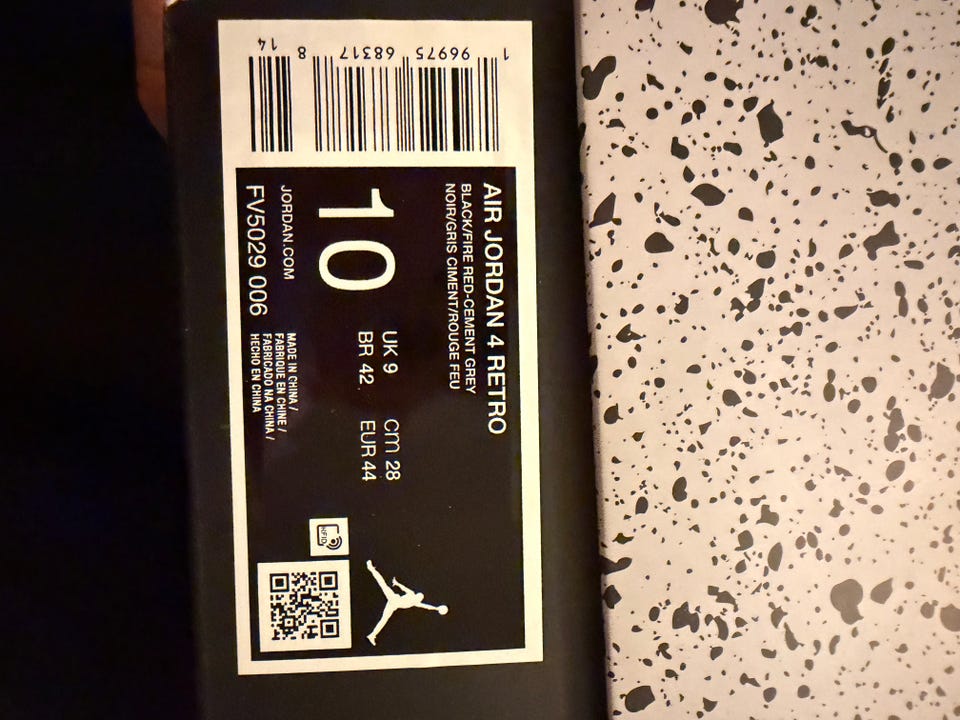 1 96975 68317 8 14
AIR JORDAN 4 RETRO
BLACK/FIRE RED-CEMENT GREY
NOIR/GRIS CIMENT/ROUGE FEU
10
UK 9 cm 28
BR 42 EUR 44
JORDAN.COM
FV5029 006
MADE IN CHINA /
FABRIQUE EN CHINE /
FABRICADO NA CHINA /
HECHO EN CHINA
RFID